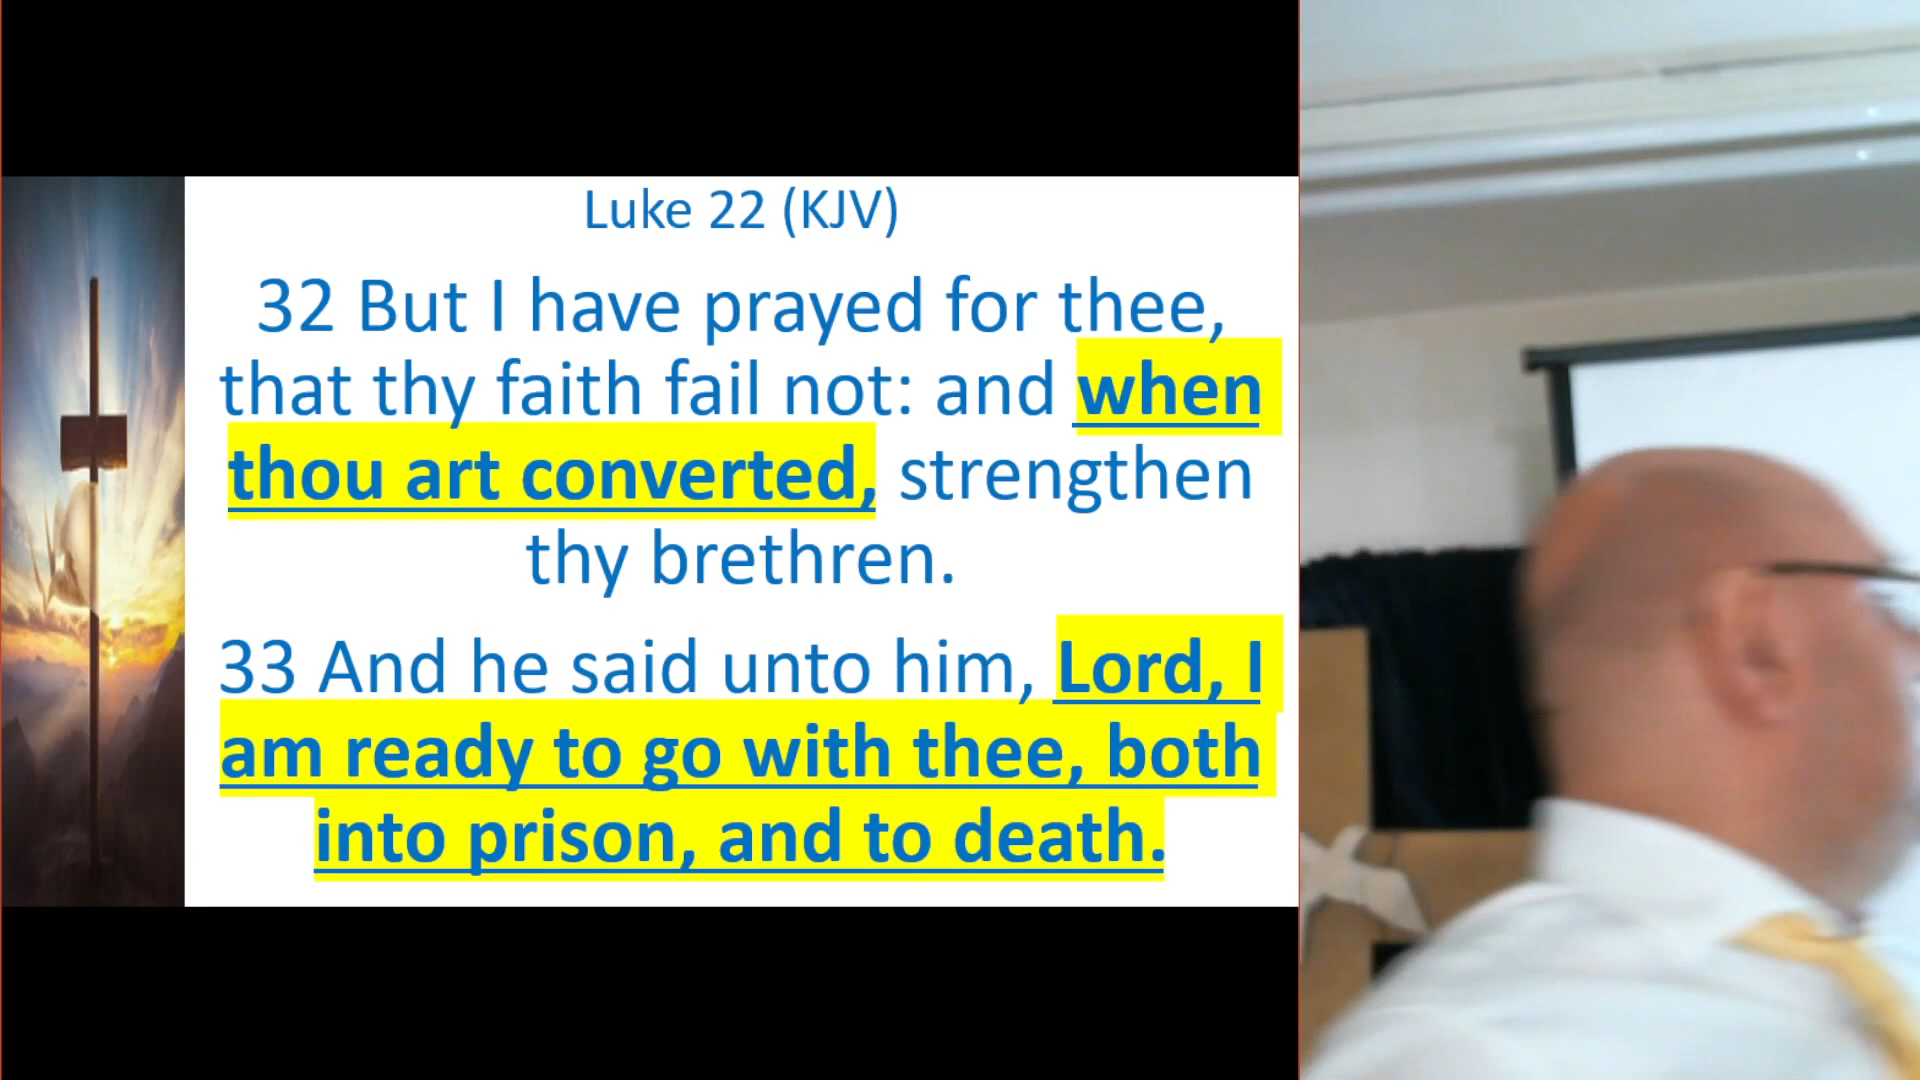 Luke 22 (KJV)
32 But I have prayed for thee,
that thy faith fail not: and when
thou art converted, strengthen
thy brethren.
33 And he said unto him, Lord, I
am ready to go with thee, both
into prison, and to death.